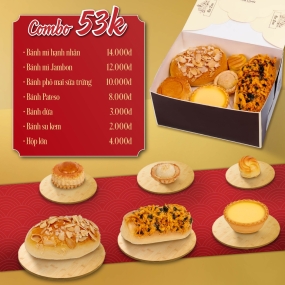 Combo 53k
- Bánh mì hạnh nhân 14.000đ
- Bánh mì Jambon 12.000đ
- Bánh phô mai sữa trứng 10.000đ
- Bánh Pateso 8.000đ
- Bánh dừa 3.000đ
- Bánh su kem 2.000đ
- Hộp lớn 4.000đ